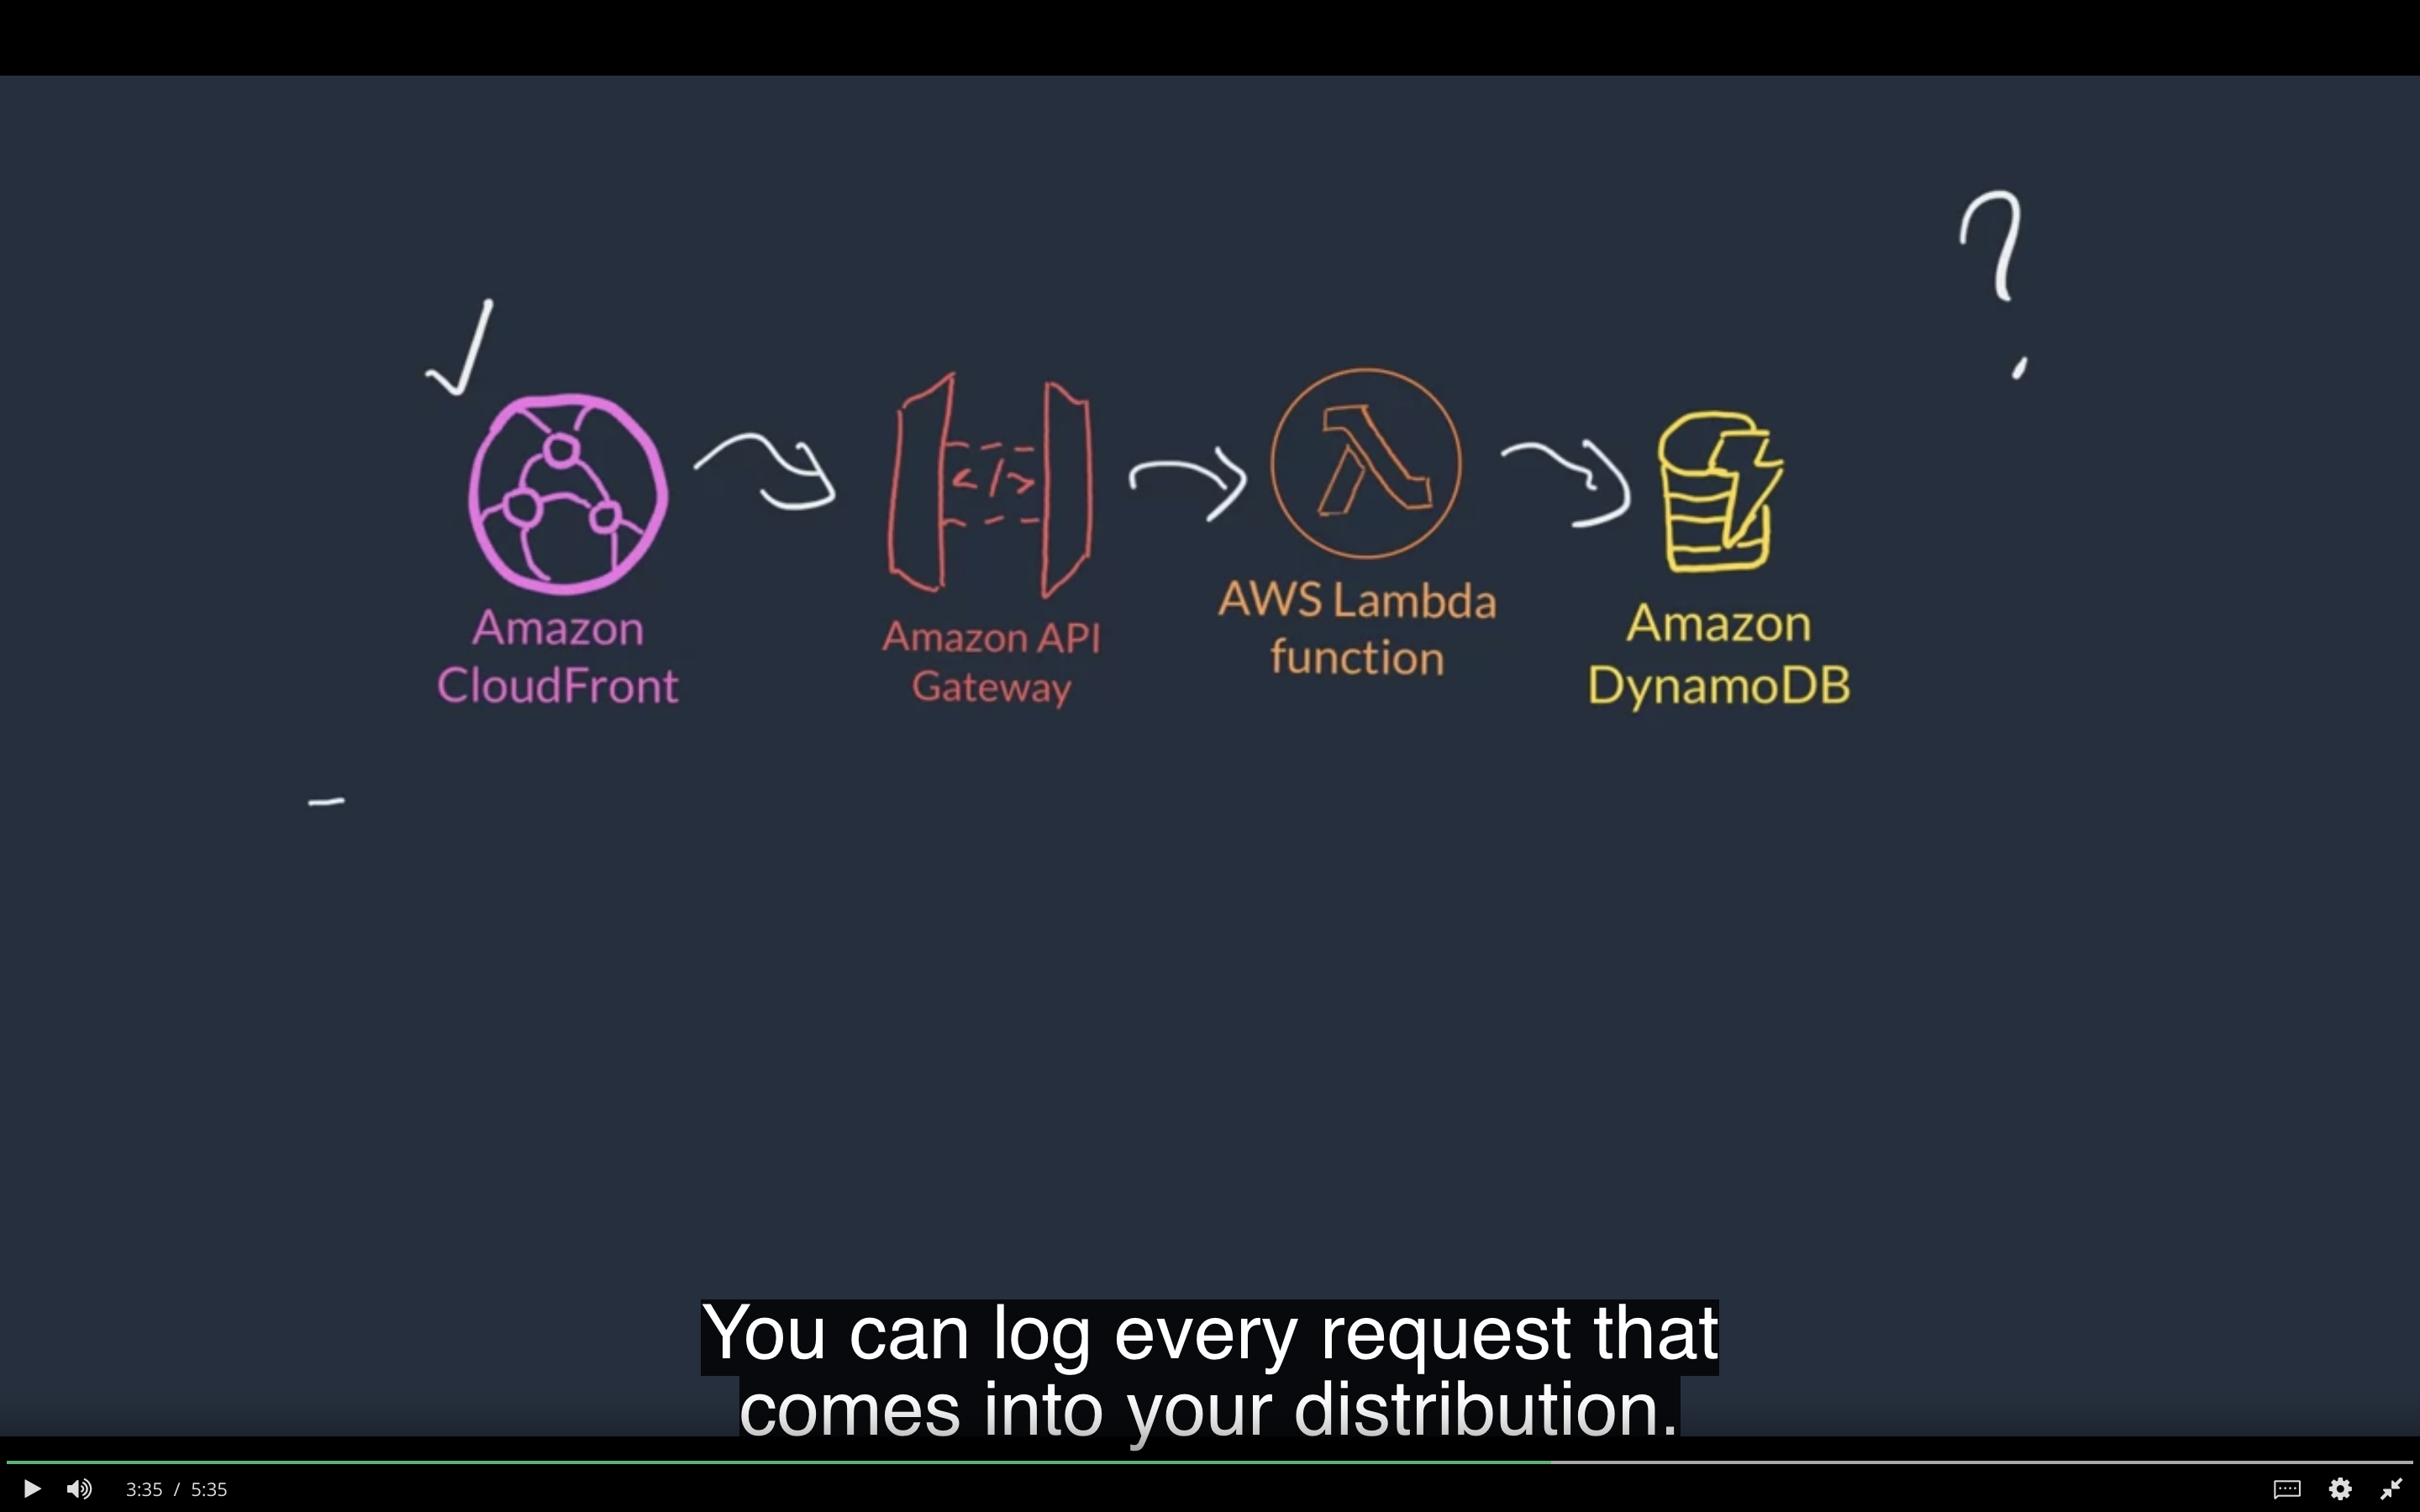 ?
Amazon
CloudFront
</>
Amazon API
Gateway
AWS Lambda
function
Amazon
DynamoDB
You can log every request that
comes into your distribution.
3:35 / 5:35